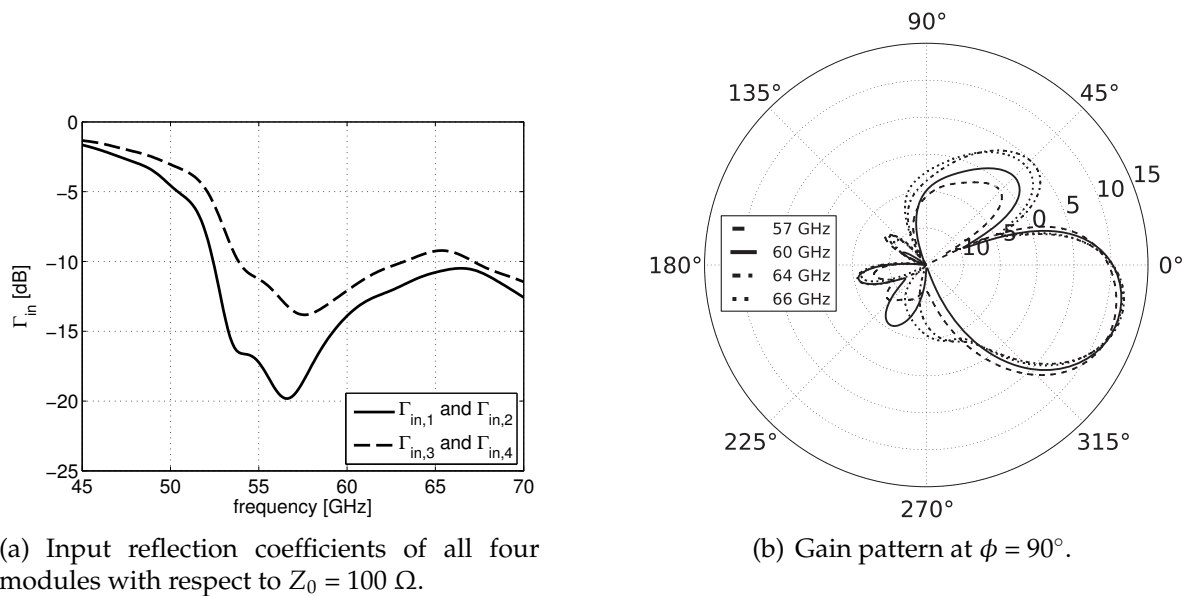 0
−5
−10
−15
−20
−25
45 50 55 60 65 70
frequency [GHz]
Γin [dB]
Γin,1 and Γin,2
Γin,3 and Γin,4
(a) Input reflection coefficients of all four
modules with respect to Z0 = 100 Ω.
90°
135° 45°
180° 0°
225° 315°
270°
10 5 0 5 10 15
57 GHz
60 GHz
64 GHz
66 GHz
(b) Gain pattern at ϕ = 90°.